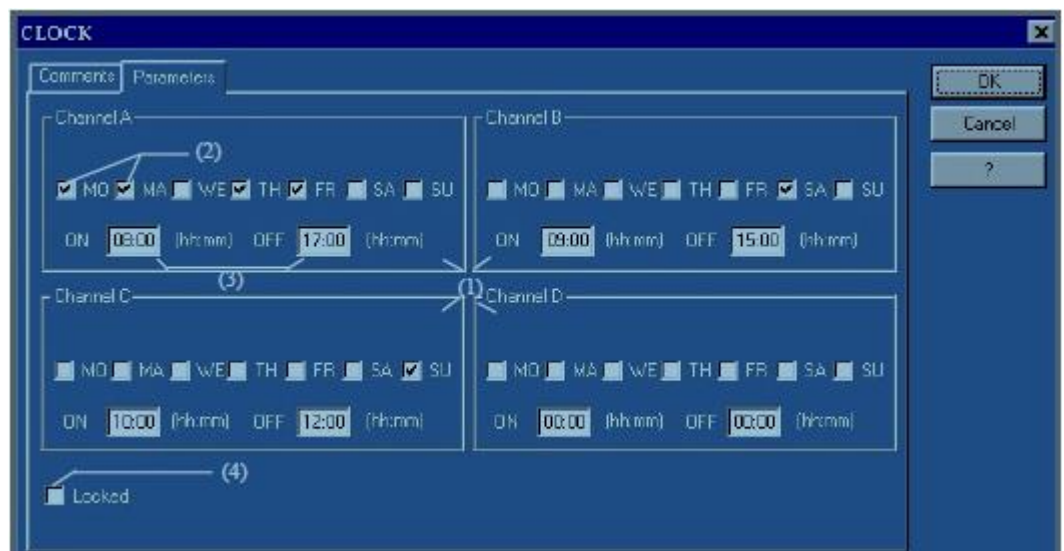 CLOCK
Comments Parameters
OK
Cancel
?
Channel A
(2)
MO MA WE TH FR SA SU
ON 08:00 (hh:mm) OFF 17:00 (hh:mm)
(3)
Channel B
MO MA WE TH FR SA SU
ON 09:00 (hh:mm) OFF 15:00 (hh:mm)
(1)
Channel C
MO MA WE TH FR SA SU
ON 10:00 (hh:mm) OFF 12:00 (hh:mm)
Channel D
MO MA WE TH FR SA SU
ON 00:00 (hh:mm) OFF 00:00 (hh:mm)
(4)
Locked